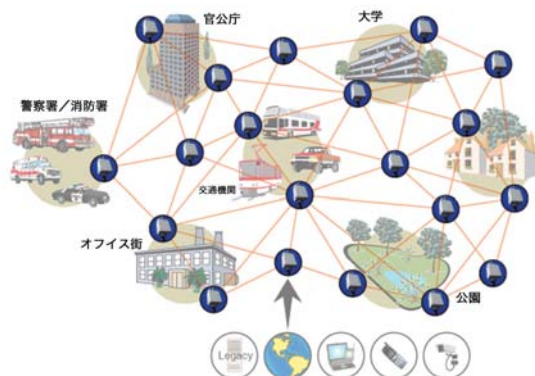 官公庁
大学
警察署／消防署
交通機関
オフィス街
公園
Legacy